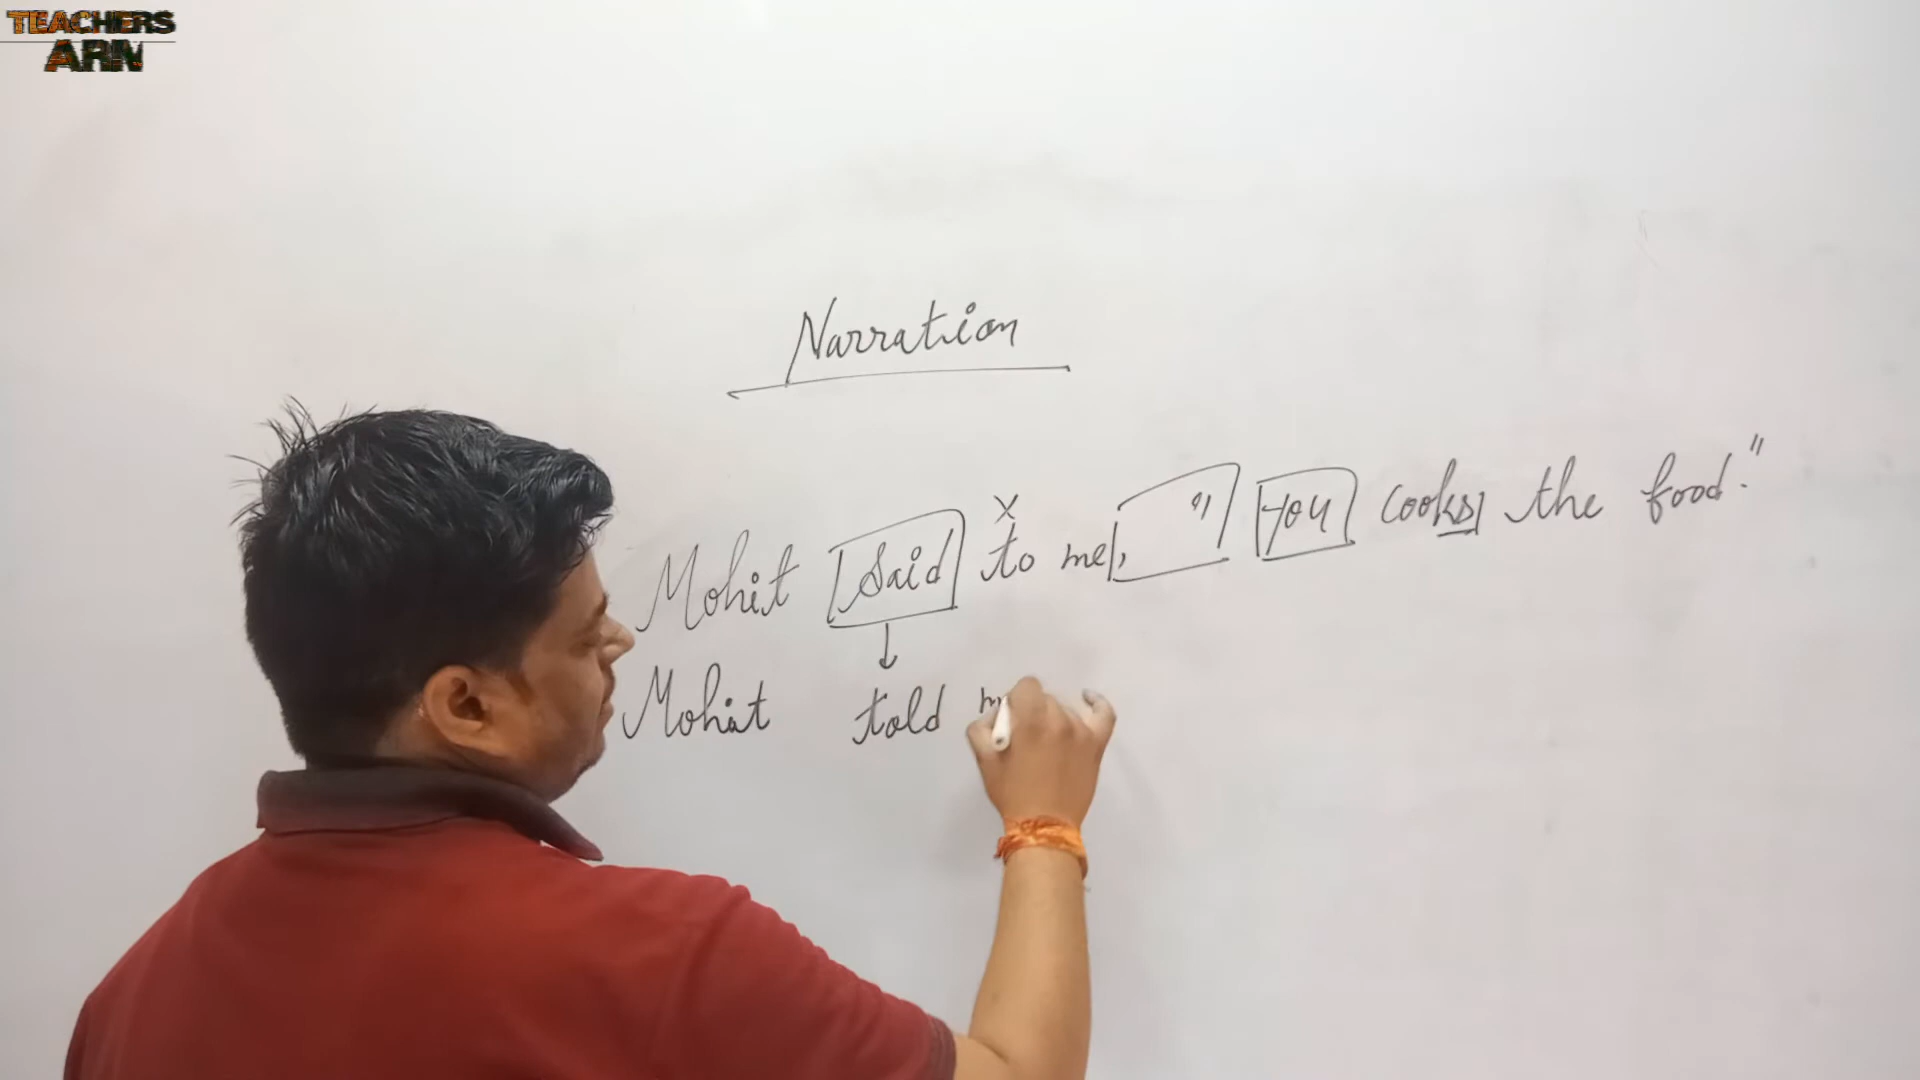 TEACHERS
ARN
Narration
Mohit said to me, " you cooks the food."
Mohit told